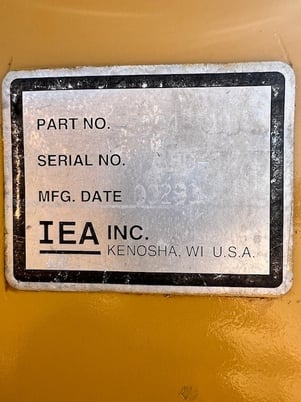 PART NO.
SERIAL NO.
MFG. DATE
IEA INC.
KENOSHA, WI U.S.A.